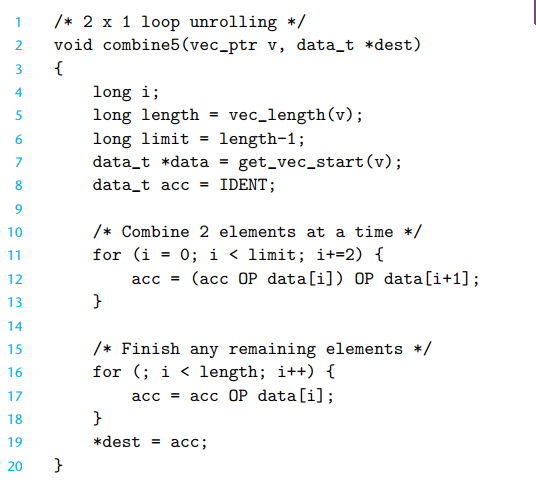 1 /* 2 x 1 loop unrolling */
2 void combine5(vec_ptr v, data_t *dest)
3 {
4     long i;
5     long length = vec_length(v);
6     long limit = length-1;
7     data_t *data = get_vec_start(v);
8     data_t acc = IDENT;
9
10     /* Combine 2 elements at a time */
11     for (i = 0; i < limit; i+=2) {
12         acc = (acc OP data[i]) OP data[i+1];
13     }
14
15     /* Finish any remaining elements */
16     for (; i < length; i++) {
17         acc = acc OP data[i];
18     }
19     *dest = acc;
20 }